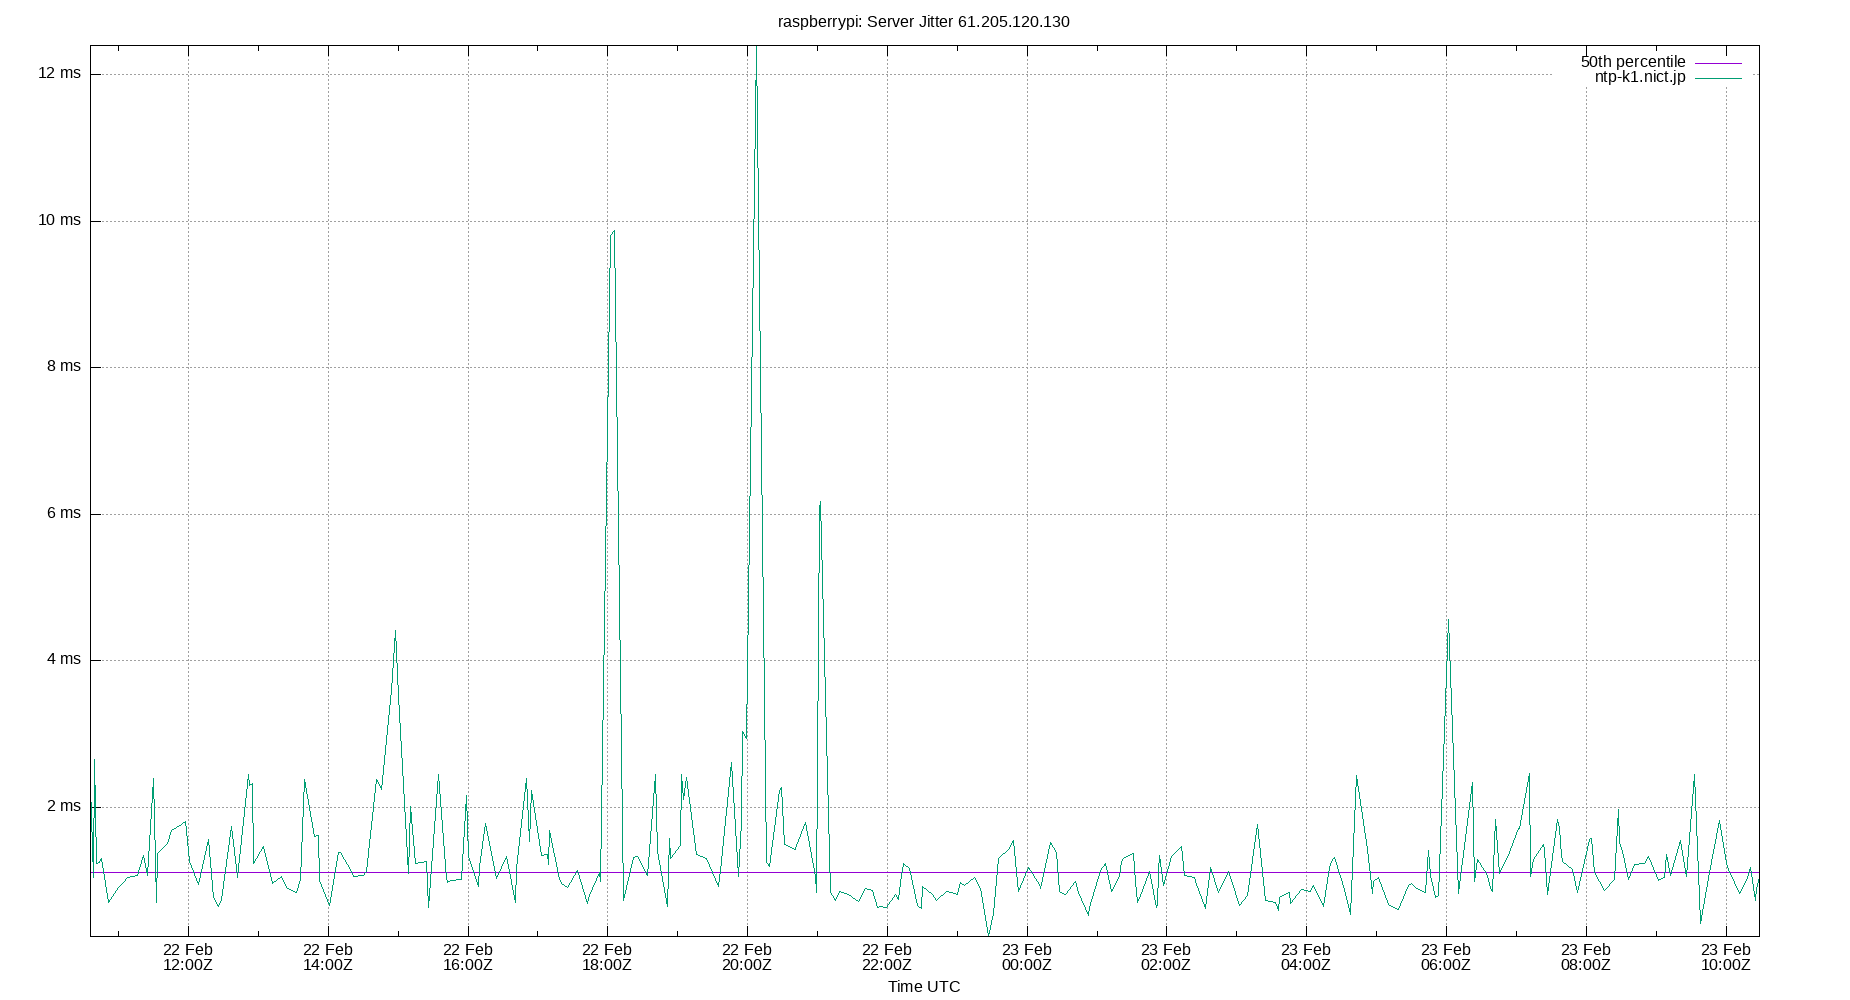 raspberrypi: Server Jitter 61.205.120.130
50th percentile
ntp-k1.nict.jp
12 ms
10 ms
8 ms
6 ms
4 ms
2 ms
22 Feb 22 Feb 22 Feb 22 Feb 22 Feb 22 Feb 23 Feb 23 Feb 23 Feb 23 Feb 23 Feb 23 Feb
12:00Z 14:00Z 16:00Z 18:00Z 20:00Z 22:00Z 00:00Z 02:00Z 04:00Z 06:00Z 08:00Z 10:00Z
Time UTC